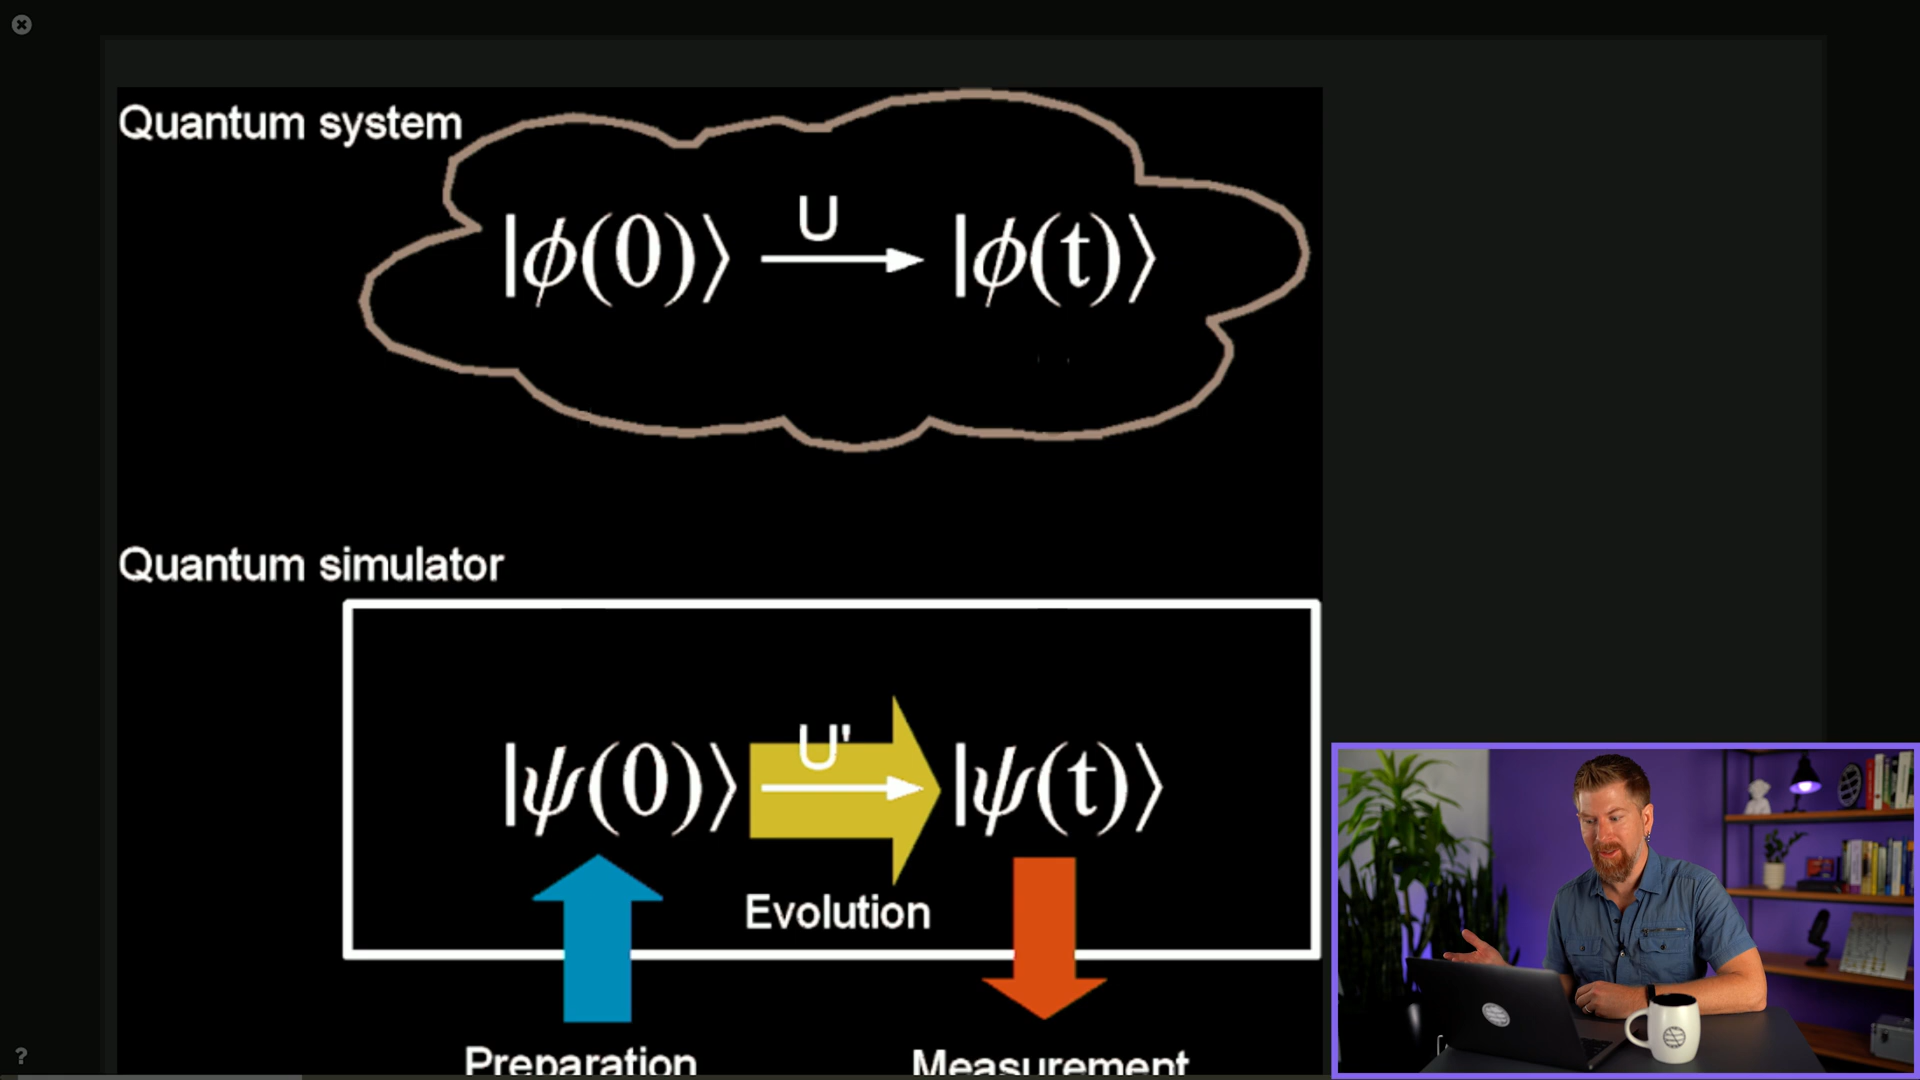 Quantum system
U
|ϕ(0)⟩ |ϕ(t)⟩
Quantum simulator
U'
|ψ(0)⟩ |ψ(t)⟩
Evolution
Preparation
Measurement
?